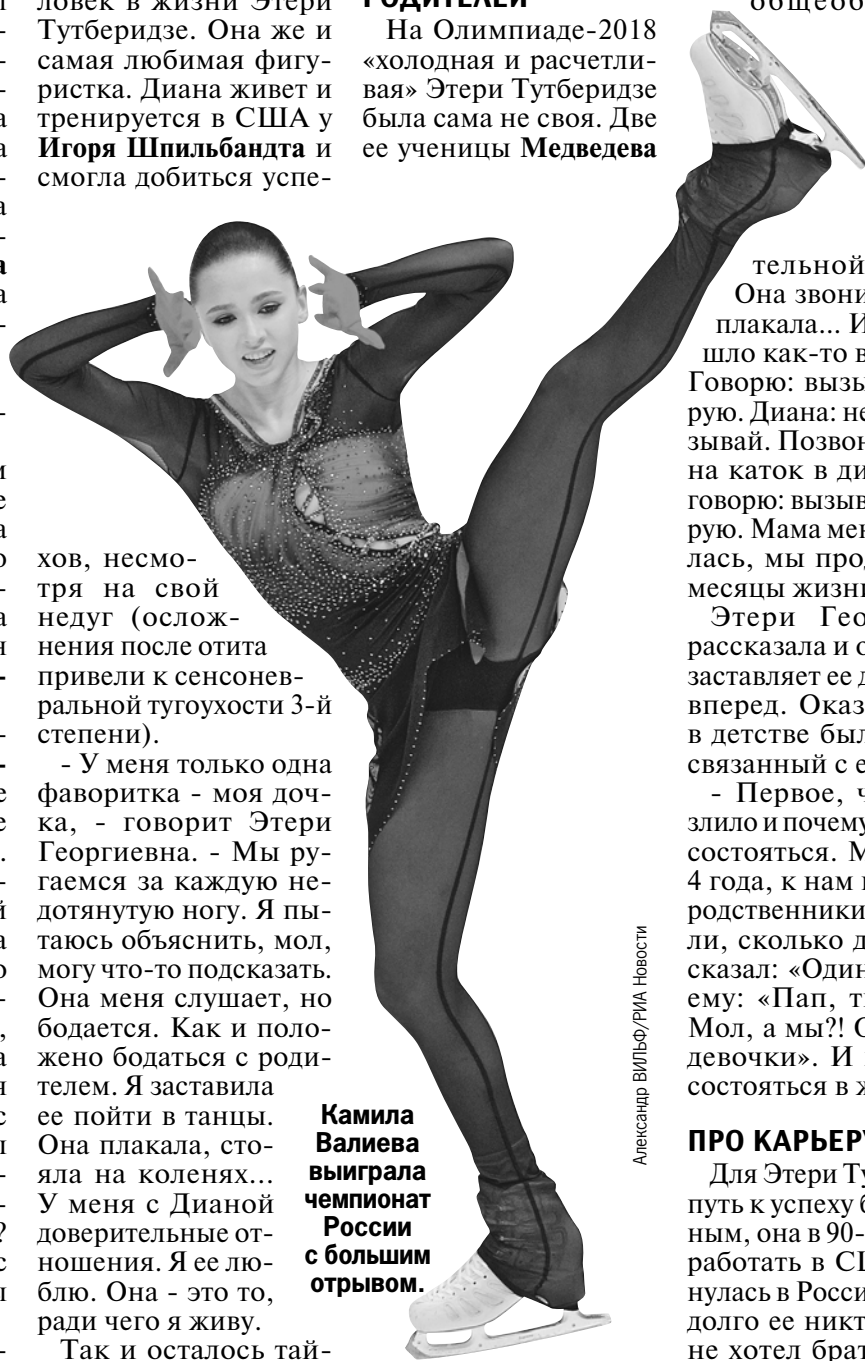 ловек в жизни Этери
Тутберидзе. Она же и
самая любимая фигу-
ристка. Диана живет и
тренируется в США у
Игоря Шпильбандта и
смогла добиться успе-
хов, несмо-
тря на свой
недуг (ослож-
нения после отита
привели к сенсонев-
ральной тугоухости 3-й
степени).
- У меня только одна
фаворитка - моя доч-
ка, - говорит Этери
Георгиевна. - Мы ру-
гаемся за каждую не-
дотянутую ногу. Я пы-
таюсь объяснить, мол,
могу что-то подсказать.
Она меня слушает, но
бодается. Как и поло-
жено бодаться с роди-
телем. Я заставила
ее пойти в танцы.
Она плакала, сто-
яла на коленях...
У меня с Дианой
доверительные от-
ношения. Я ее лю-
блю. Она - это то,
ради чего я живу.
Так и осталось тай-
РОДИТЕЛЕЙ
На Олимпиаде-2018
«холодная и расчетли-
вая» Этери Тутберидзе
была сама не своя. Две
ее ученицы Медведева
Камила
Валиева
выиграла
чемпионат
России
с большим
отрывом.
Александр ВИЛЬФ/РИА Новости
общеоб
тельной
Она звони
плакала... И
шло как-то в
Говорю: вызы
рую. Диана: не
зывай. Позвон
на каток в ди
говорю: вызыв
рую. Мама мен
лась, мы прод
месяцы жизни
Этери Гео
рассказала и о
заставляет ее д
вперед. Оказ
в детстве был
связанный с е
- Первое, ч
злило и почему
состояться. М
4 года, к нам
родственники
ли, сколько д
сказал: «Один
ему: «Пап, т
Мол, а мы?! О
девочки». И
состояться в ж
ПРО КАРЬЕРУ
Для Этери Ту
путь к успеху б
ным, она в 90-
работать в СШ
нулась в Росси
долго ее никт
не хотел брат